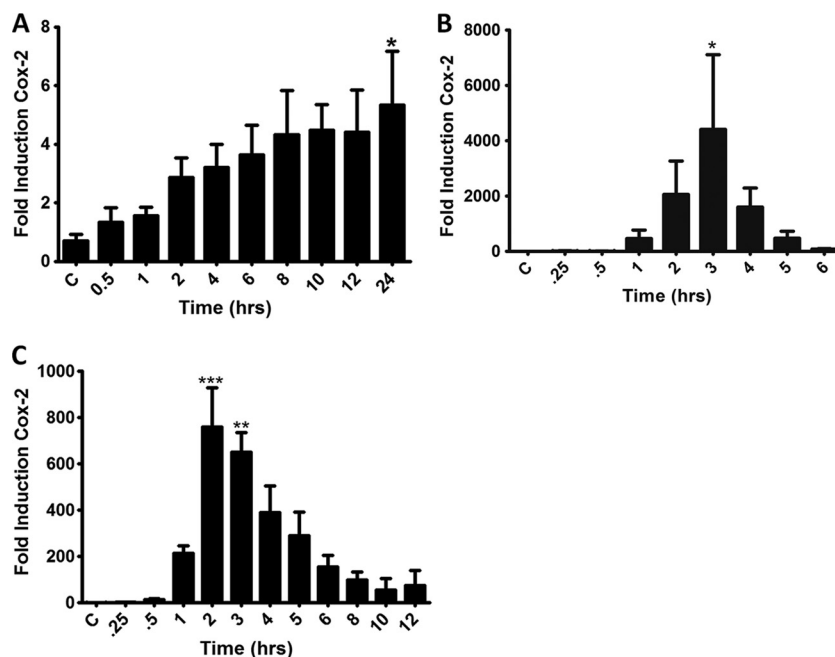 A
Fold Induction Cox-2
8
6
4
2
0
*
C 0.5 1 2 4 6 8 10 12 24
Time (hrs)
B
Fold Induction Cox-2
8000
6000
4000
2000
0
*
C .25 .5 1 2 3 4 5 6
Time (hrs)
C
Fold Induction Cox-2
1000
800
600
400
200
0
***
**
C .25 .5 1 2 3 4 5 6 8 10 12
Time (hrs)